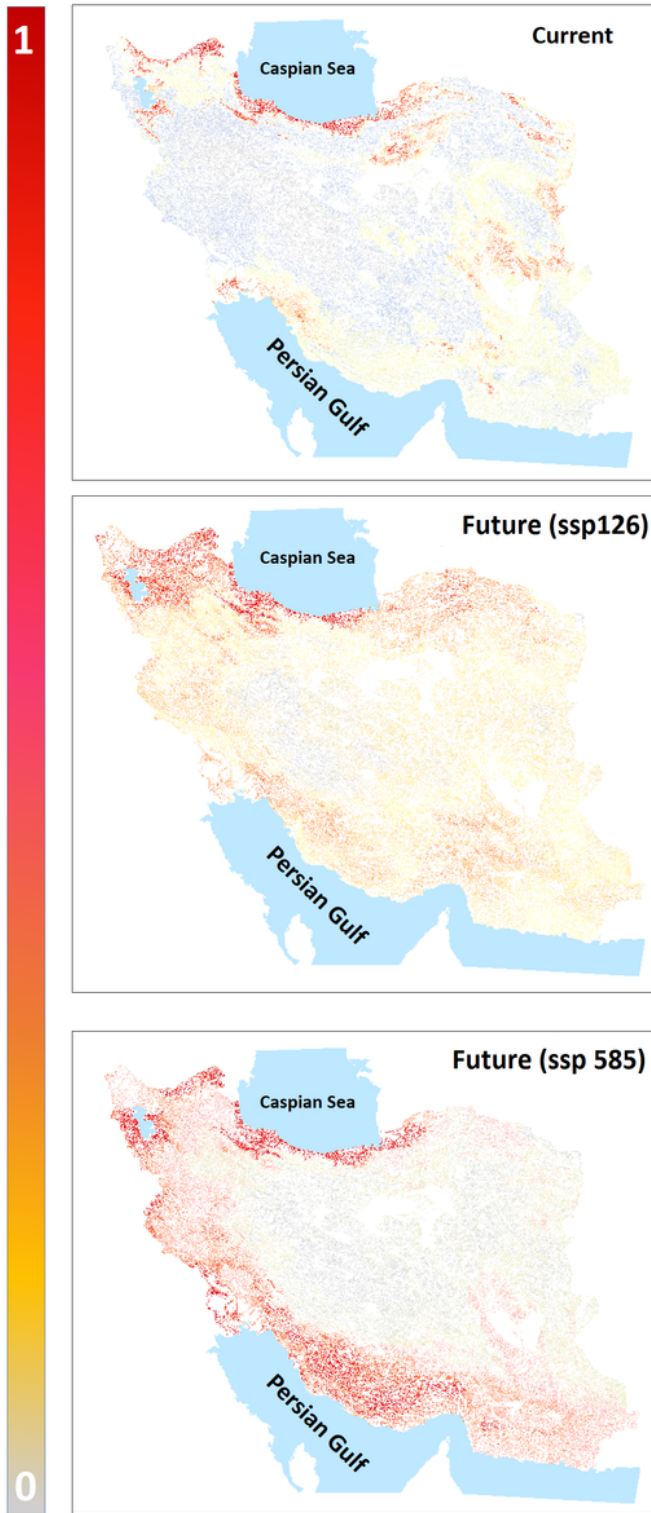 1
Current
Caspian Sea
Persian Gulf
Future (ssp126)
Caspian Sea
Persian Gulf
Future (ssp 585)
Caspian Sea
Persian Gulf
0